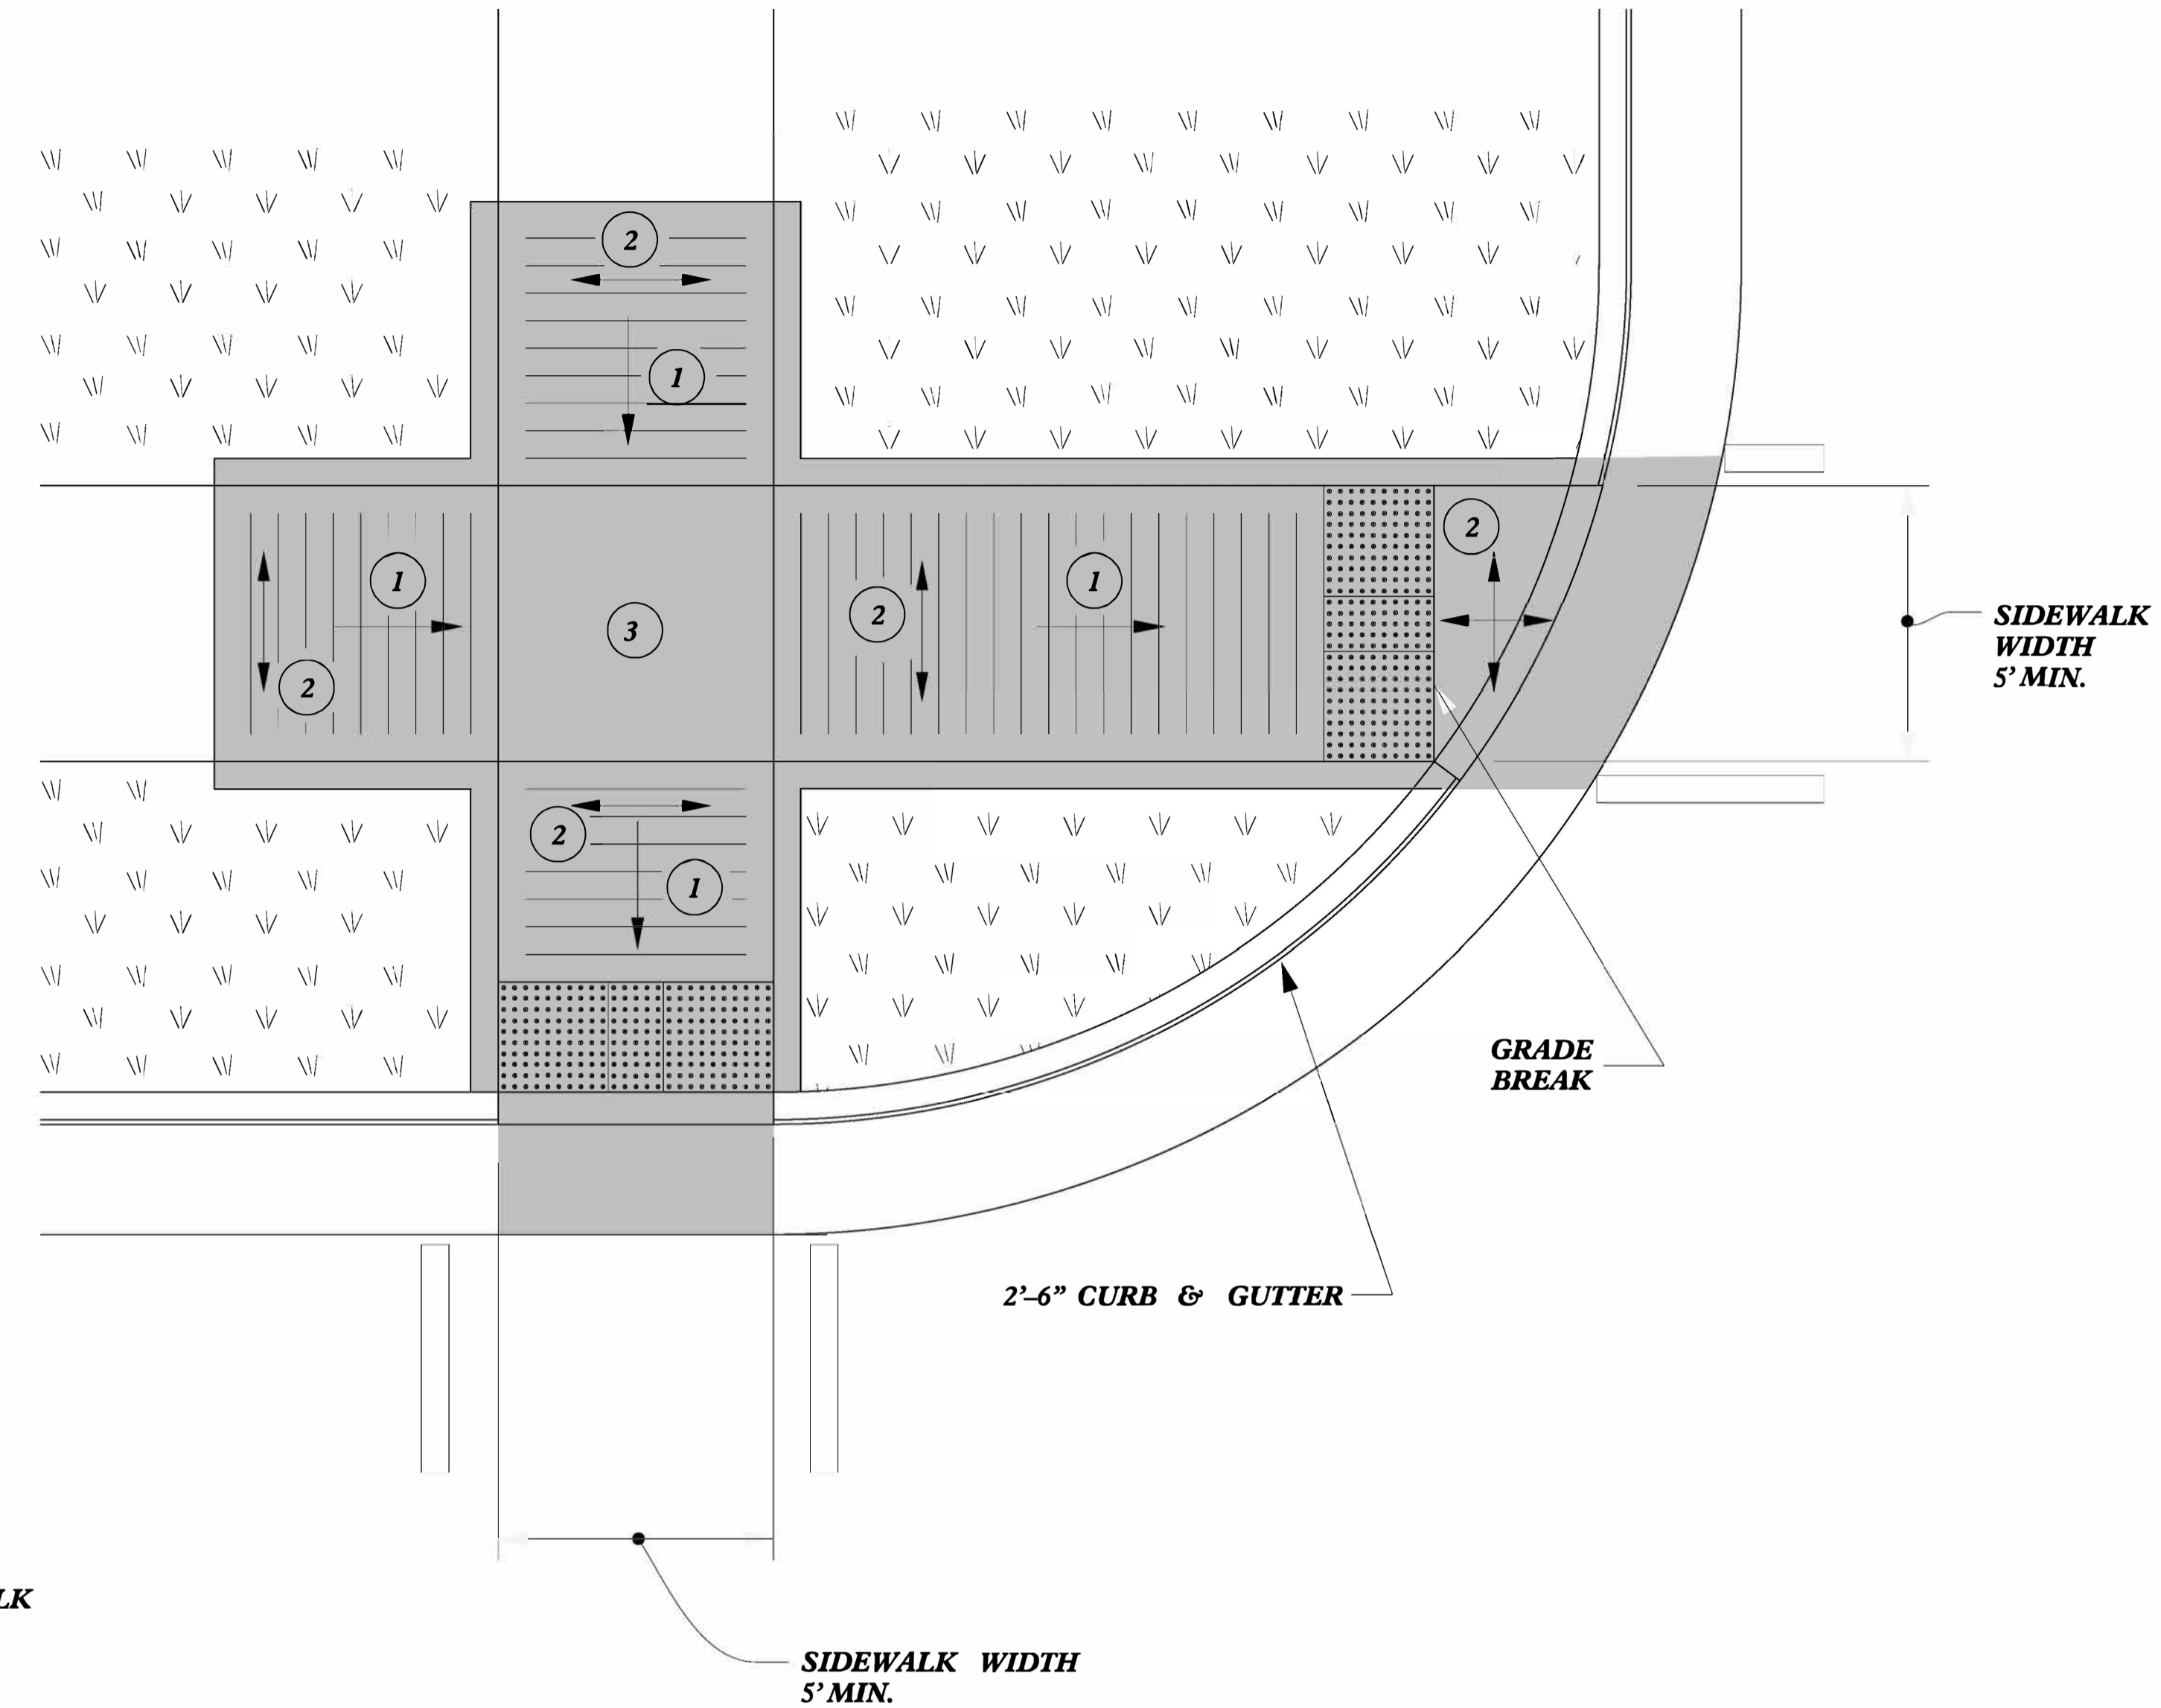 2
1
1
2
3
2
1
2
2
1
SIDEWALK
WIDTH
5' MIN.
GRADE
BREAK
2'–6” CURB & GUTTER
LK
SIDEWALK WIDTH
5' MIN.